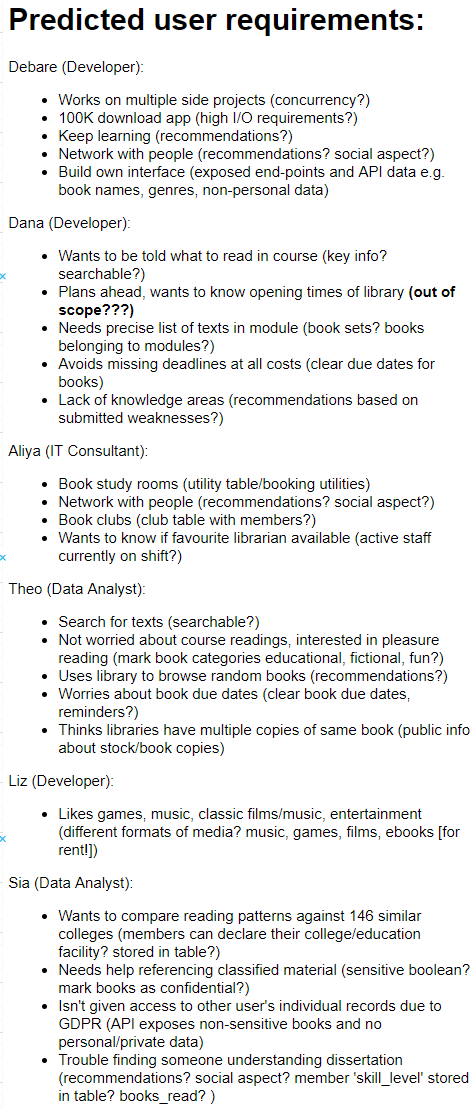 Predicted user requirements:
Debare (Developer):
• Works on multiple side projects (concurrency?)
• 100K download app (high I/O requirements?)
• Keep learning (recommendations?)
• Network with people (recommendations? social aspect?)
• Build own interface (exposed end-points and API data e.g.
book names, genres, non-personal data)
Dana (Developer):
• Wants to be told what to read in course (key info?
searchable?)
• Plans ahead, wants to know opening times of library (out of
scope???)
• Needs precise list of texts in module (book sets? books
belonging to modules?)
• Avoids missing deadlines at all costs (clear due dates for
books)
• Lack of knowledge areas (recommendations based on
submitted weaknesses?)
Aliya (IT Consultant):
• Book study rooms (utility table/booking utilities)
• Network with people (recommendations? social aspect?)
• Book clubs (club table with members?)
• Wants to know if favourite librarian available (active staff
currently on shift?)
Theo (Data Analyst):
• Search for texts (searchable?)
• Not worried about course readings, interested in pleasure
reading (mark book categories educational, fictional, fun?)
• Uses library to browse random books (recommendations?)
• Worries about book due dates (clear book due dates,
reminders?)
• Thinks libraries have multiple copies of same book (public info
about stock/book copies)
Liz (Developer):
• Likes games, music, classic films/music, entertainment
(different formats of media? music, games, films, ebooks [for
rent!])
Sia (Data Analyst):
• Wants to compare reading patterns against 146 similar
colleges (members can declare their college/education
facility? stored in table?)
• Needs help referencing classified material (sensitive boolean?
mark books as confidential?)
• Isn't given access to other user's individual records due to
GDPR (API exposes non-sensitive books and no
personal/private data)
• Trouble finding someone understanding dissertation
(recommendations? social aspect? member 'skill_level' stored
in table? books_read? )